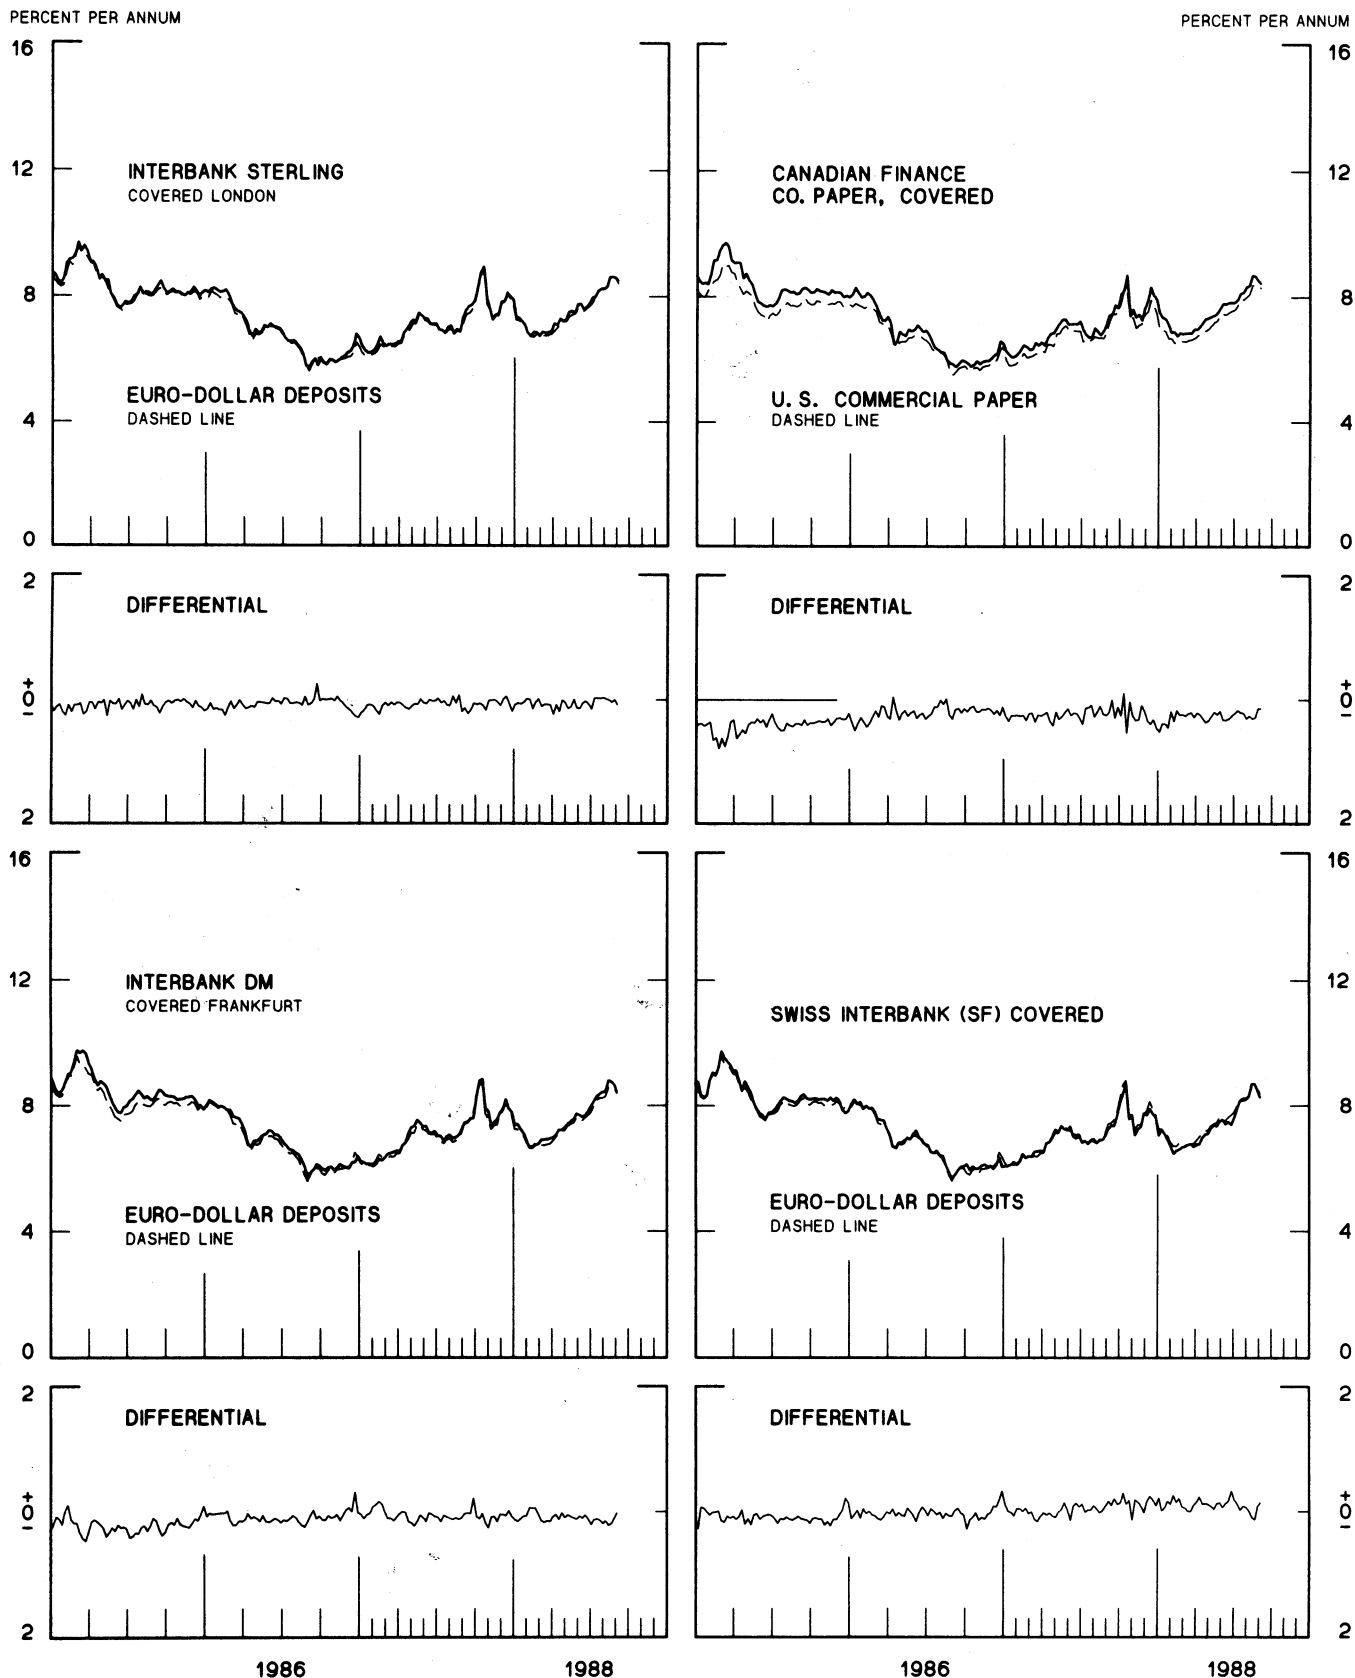 PERCENT PER ANNUM
PERCENT PER ANNUM
16
12
8
4
0
INTERBANK STERLING
COVERED LONDON
EURO-DOLLAR DEPOSITS
DASHED LINE
CANADIAN FINANCE
CO. PAPER, COVERED
U. S. COMMERCIAL PAPER
DASHED LINE
16
12
8
4
0
2
+
0
−
2
DIFFERENTIAL
DIFFERENTIAL
2
+
0
−
2
16
12
8
4
0
INTERBANK DM
COVERED FRANKFURT
EURO-DOLLAR DEPOSITS
DASHED LINE
SWISS INTERBANK (SF) COVERED
EURO-DOLLAR DEPOSITS
DASHED LINE
16
12
8
4
0
2
+
0
−
2
DIFFERENTIAL
DIFFERENTIAL
2
+
0
−
2
1986
1988
1986
1988